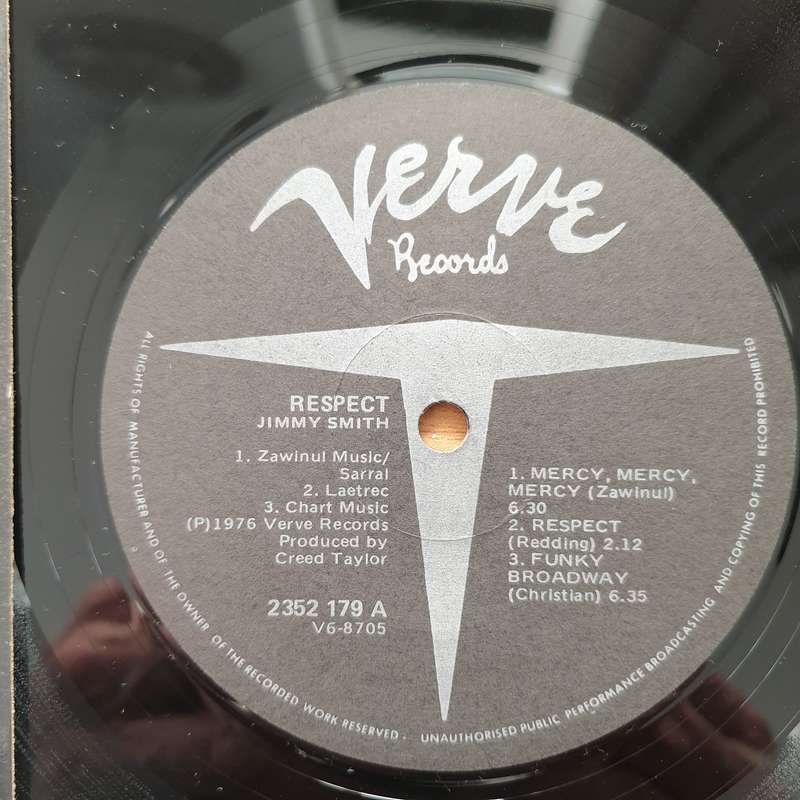 Verve
Records
RESPECT
JIMMY SMITH
1. Zawinul Music/
Sarral
2. Laetrec
3. Chart Music
(P)1976 Verve Records
Produced by
Creed Taylor
2352 179 A
V6-8705
1. MERCY, MERCY,
MERCY (Zawinul)
6.30
2. RESPECT
(Redding) 2.12
3. FUNKY
BROADWAY
(Christian) 6.35
ALL RIGHTS OF MANUFACTURER AND OF THE OWNER OF THE RECORDED WORK RESERVED · UNAUTHORISED PUBLIC PERFORMANCE BROADCASTING AND COPYING OF THIS RECORD PROHIBITED